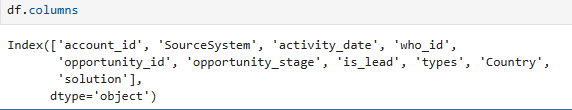 df.columns
Index(['account_id', 'SourceSystem', 'activity_date', 'who_id',
'opportunity_id', 'opportunity_stage', 'is_lead', 'types', 'Country',
'solution'],
dtype='object')